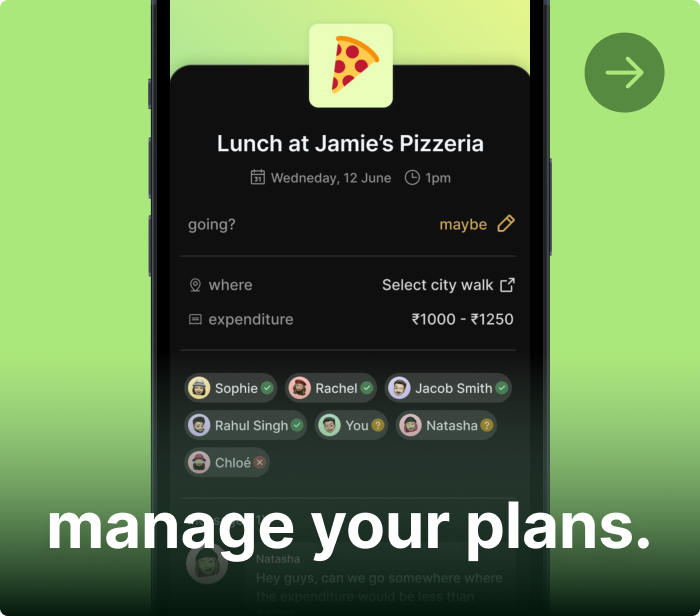 Lunch at Jamie’s Pizzeria
31 Wedneday, 12 June 1pm
going? maybe
where Select city walk
expenditure ₹1000 - ₹1250
Sophie Rachel Jacob Smith
Rahul Singh You ? Natasha ?
Chloé
manage your plans.
Natasha
Hey guys, can we go somewhere where
the expenditure would be less than